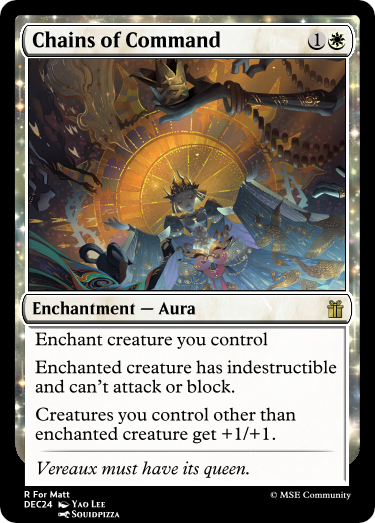 Chains of Command 1
Enchantment — Aura
Enchant creature you control
Enchanted creature has indestructible
and can't attack or block.
Creatures you control other than
enchanted creature get +1/+1.
Vereaux must have its queen.
R For Matt
DEC24 Yao Lee © MSE Community
Squidpizza